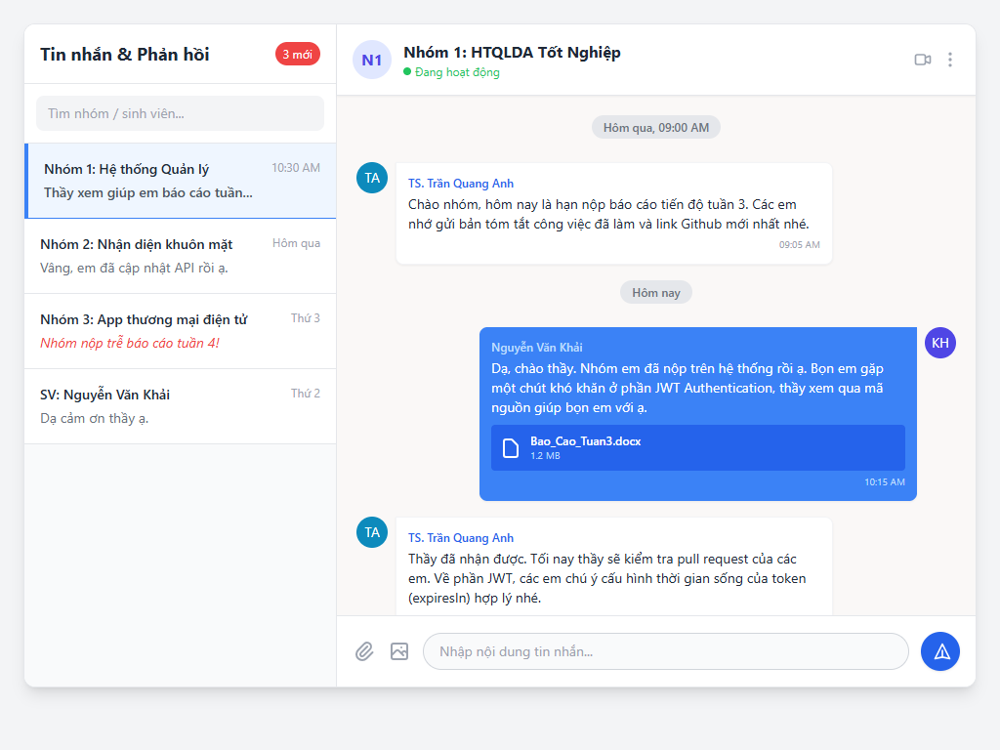 Tin nhắn & Phản hồi
3 mới
Tìm nhóm / sinh viên...
Nhóm 1: Hệ thống Quản lý
10:30 AM
Thầy xem giúp em báo cáo tuần...
Nhóm 2: Nhận diện khuôn mặt
Hôm qua
Vâng, em đã cập nhật API rồi ạ.
Nhóm 3: App thương mại điện tử
Thứ 3
Nhóm nộp trễ báo cáo tuần 4!
SV: Nguyễn Văn Khải
Thứ 2
Dạ cảm ơn thầy ạ.
N1
Nhóm 1: HTQLDA Tốt Nghiệp
Đang hoạt động
Hôm qua, 09:00 AM
TA
TS. Trần Quang Anh
Chào nhóm, hôm nay là hạn nộp báo cáo tiến độ tuần 3. Các em
nhớ gửi bản tóm tắt công việc đã làm và link Github mới nhất nhé.
09:05 AM
Hôm nay
KH
Nguyễn Văn Khải
Dạ, chào thầy. Nhóm em đã nộp trên hệ thống rồi ạ. Bọn em gặp
một chút khó khăn ở phần JWT Authentication, thầy xem qua mã
nguồn giúp bọn em với ạ.
Bao_Cao_Tuan3.docx
1.2 MB
10:15 AM
TA
TS. Trần Quang Anh
Thầy đã nhận được. Tối nay thầy sẽ kiểm tra pull request của các
em. Về phần JWT, các em chú ý cấu hình thời gian sống của token
(expiresIn) hợp lý nhé.
Nhập nội dung tin nhắn...